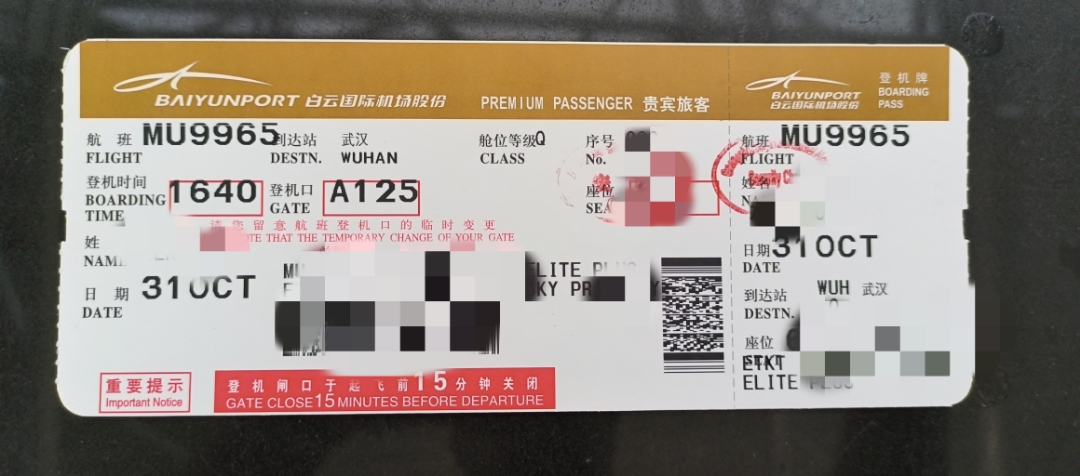 BAIYUNPORT 白云国际机场股份
PREMIUM PASSENGER 贵宾旅客
BAIYUNPORT
白云国际机场股份
登机牌
BOARDING
PASS
航班 MU9965
FLIGHT
到达站 武汉
DESTN. WUHAN
舱位等级Q
CLASS
序号
No.
航班 MU9965
FLIGHT
登机时间
BOARDING
TIME
1640
登机口
GATE
A125
座位
姓名
请您留意航班登机口的临时变更
THAT THE TEMPORARY CHANGE OF YOUR GATE
姓
日期 31OCT
DATE
MU
ELITE PLUS
日期 31OCT
DATE
到达站 WUH 武汉
DESTN.
座位
ETKT
ELITE PLUS
重要提示
Important Notice
登机闸口于起飞前15分钟关闭
GATE CLOSE 15 MINUTES BEFORE DEPARTURE